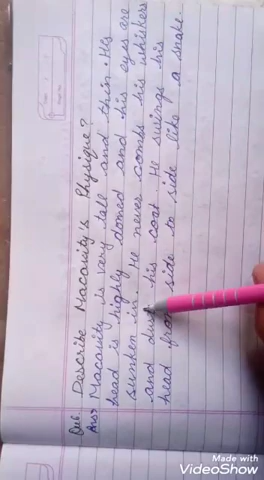 Que. Describe Macavity's Physique?
Ans Macavity is very tall and thin. His
head is highly domed and his eyes are
sunken in. He never combs his whiskers
and dust his coat. He swings his
head from side to side like a snake
Made with
VideoShow